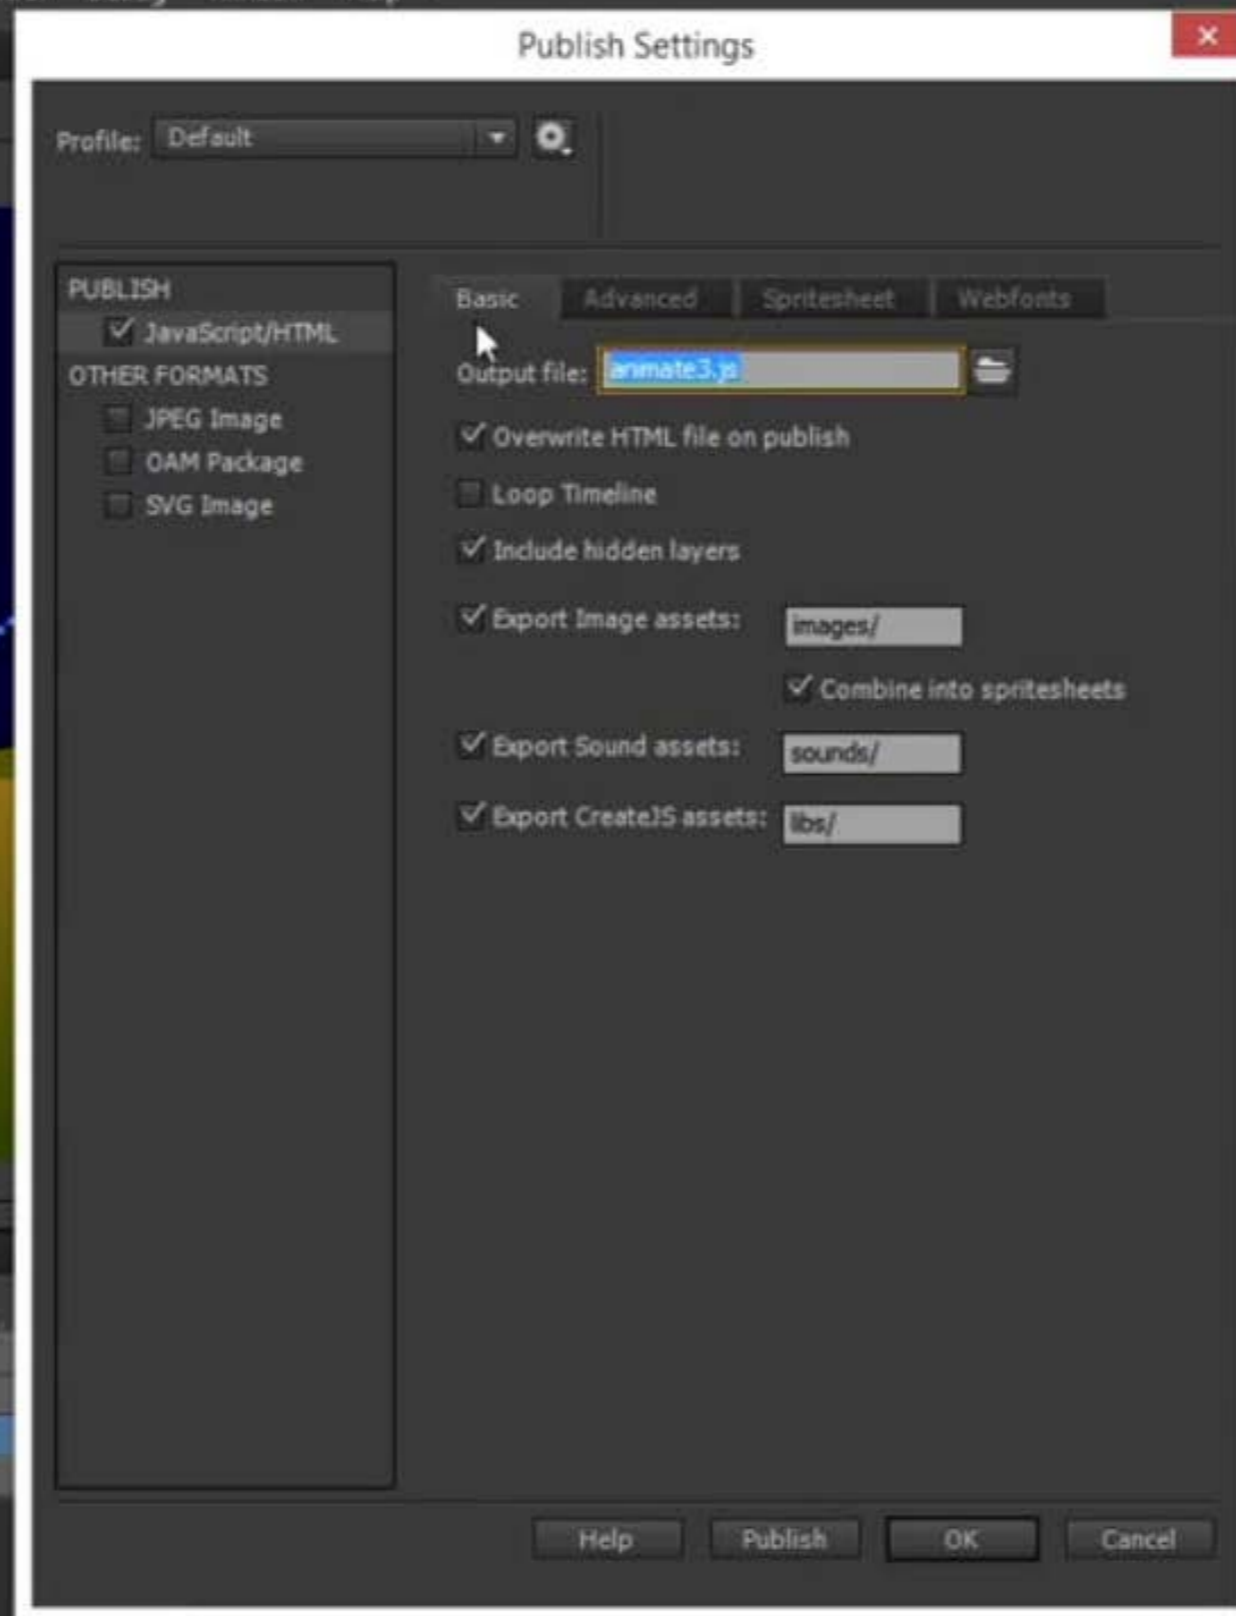 Publish Settings
Profile: Default
PUBLISH
JavaScript/HTML
OTHER FORMATS
JPEG Image
OAM Package
SVG Image
Basic Advanced Spritesheet Webfonts
Output file: animate3.js
Overwrite HTML file on publish
Loop Timeline
Include hidden layers
Export Image assets: images/
Combine into spritesheets
Export Sound assets: sounds/
Export CreateJS assets: libs/
Help Publish OK Cancel